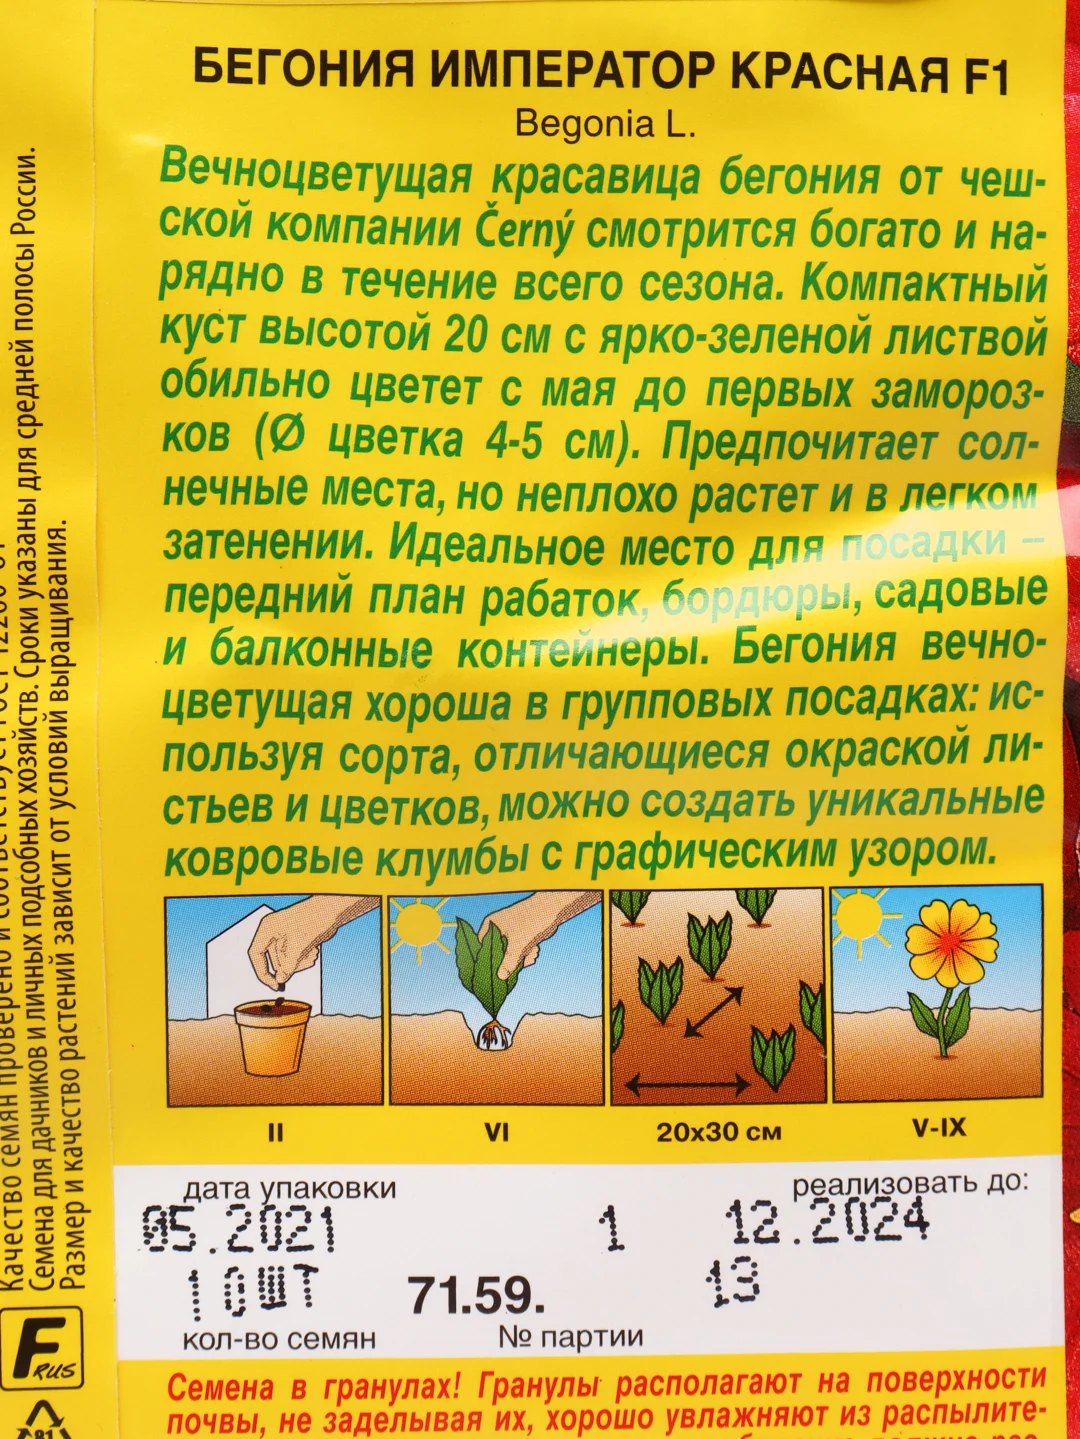 БЕГОНИЯ ИМПЕРАТОР КРАСНАЯ F1
Begonia L.
Вечноцветущая красавица бегония от чеш-
ской компании Černý смотрится богато и на-
рядно в течение всего сезона. Компактный
куст высотой 20 см с ярко-зеленой листвой
обильно цветет с мая до первых замороз-
ков (Ø цветка 4-5 см). Предпочитает сол-
нечные места, но неплохо растет и в легком
затенении. Идеальное место для посадки –
передний план рабаток, бордюры, садовые
и балконные контейнеры. Бегония вечно-
цветущая хороша в групповых посадках: ис-
пользуя сорта, отличающиеся окраской ли-
стьев и цветков, можно создать уникальные
ковровые клумбы с графическим узором.
II VI 20x30 см V-IX
дата упаковки реализовать до:
05.2021 1 12.2024
10шт 71.59. 13
кол-во семян № партии
Семена в гранулах! Гранулы располагают на поверхности
почвы, не заделывая их, хорошо увлажняют из распылите-
Качество семян проверено и соответствует ГОСТ
Семена для дачников и личных подсобных хозяйств. Сроки указаны для средней полосы России.
Размер и качество растений зависит от условий выращивания.
F RUS
81